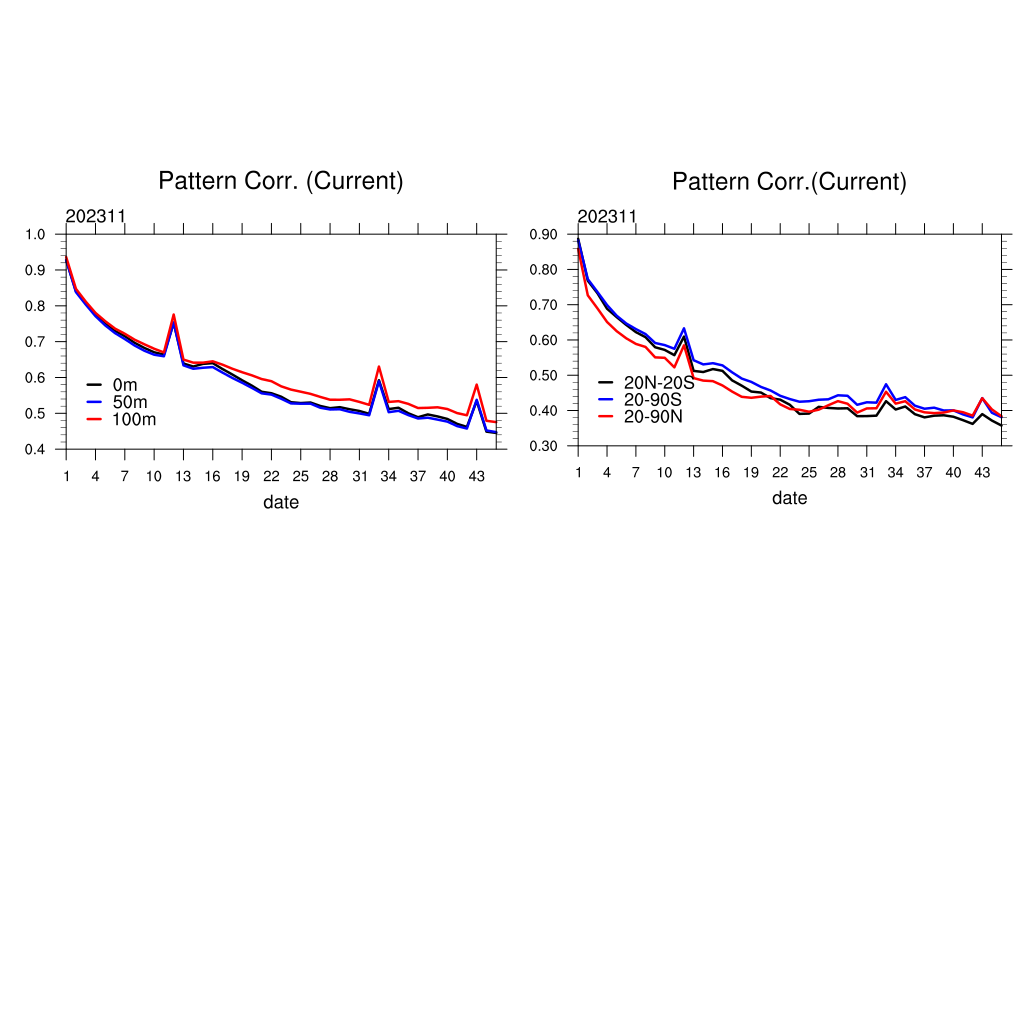 Pattern Corr. (Current)
202311
1.0
0.9
0.8
0.7
0.6
0.5
0.4
0m
50m
100m
1 4 7 10 13 16 19 22 25 28 31 34 37 40 43
date
Pattern Corr.(Current)
202311
0.90
0.80
0.70
0.60
0.50
0.40
0.30
20N-20S
20-90S
20-90N
1 4 7 10 13 16 19 22 25 28 31 34 37 40 43
date